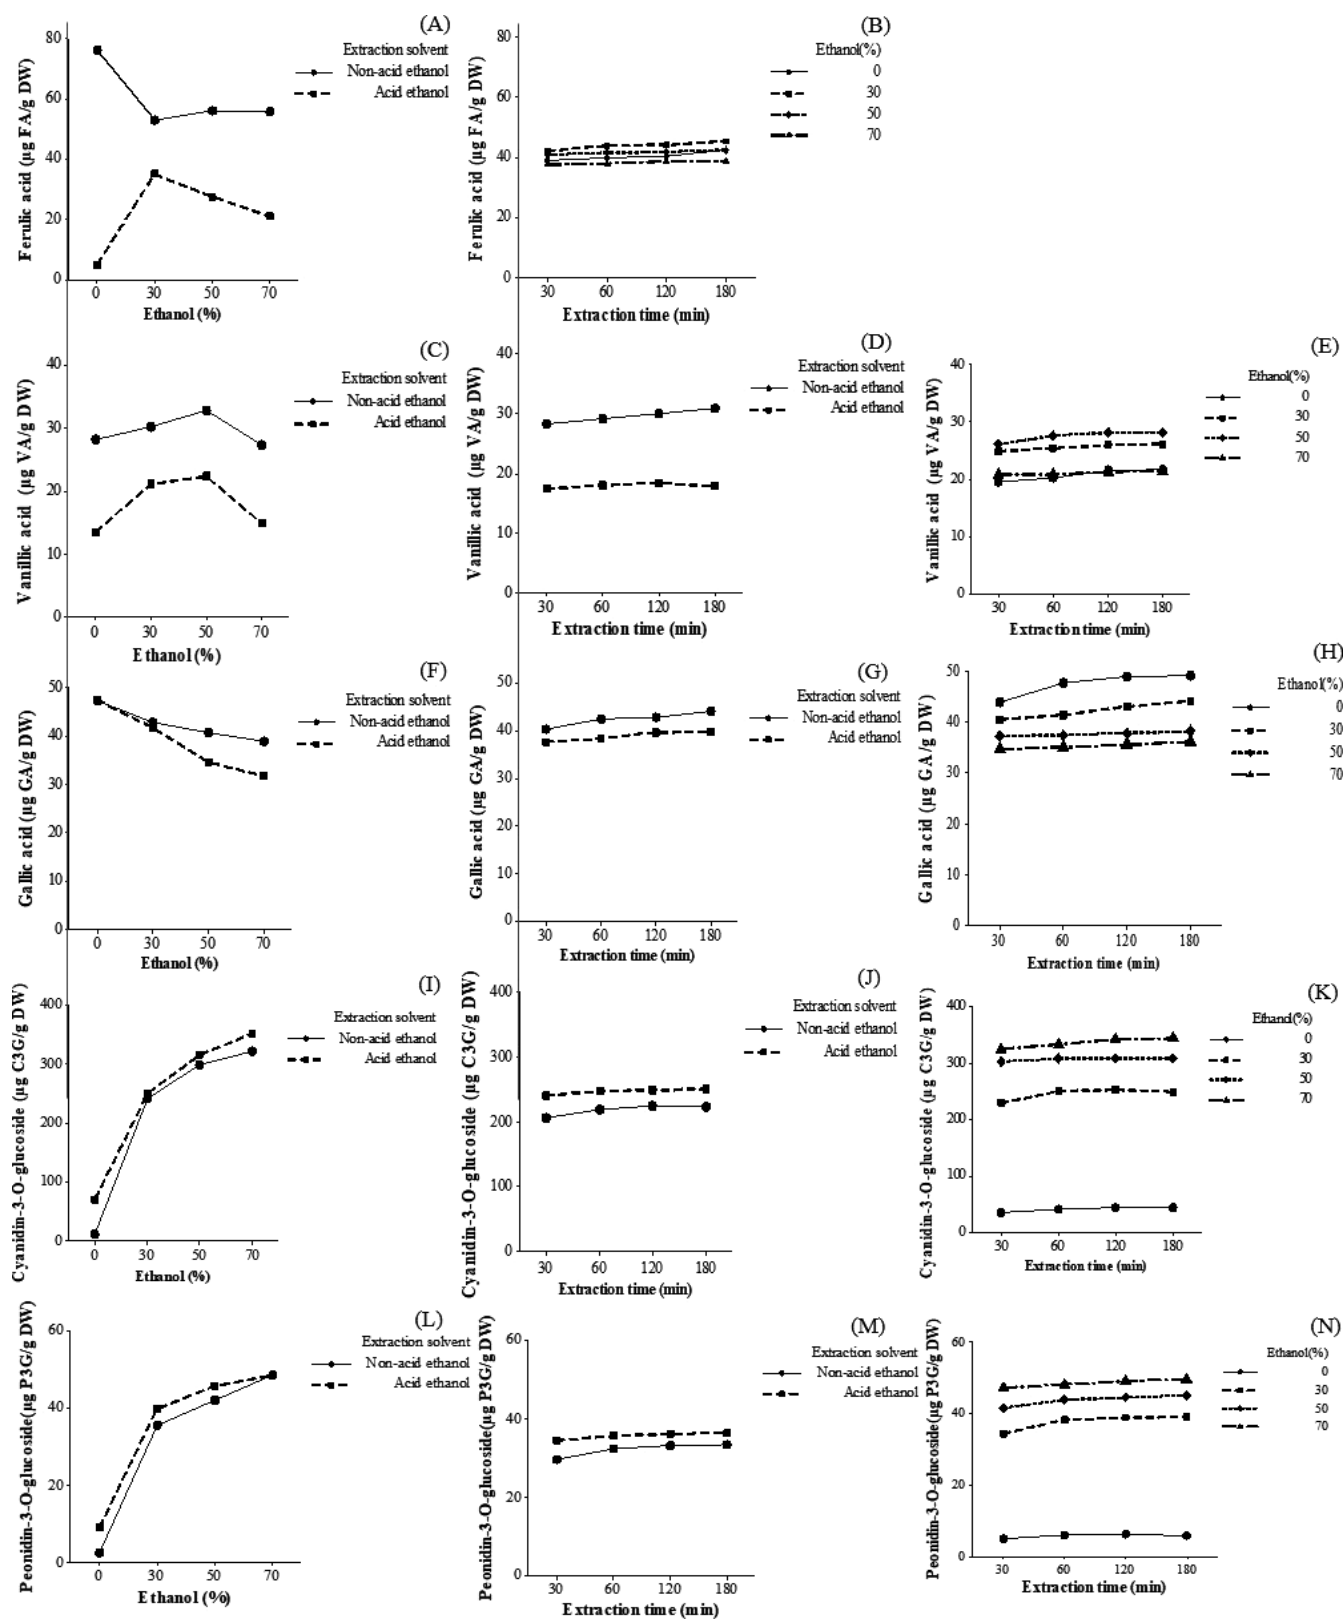 (A)
Ferulic acid (µg FA/g DW)
80
60
40
20
0
0 30 50 70
Ethanol (%)
Extraction solvent
Non-acid ethanol
Acid ethanol
(B)
Ferulic acid (µg FA/g DW)
80
60
40
20
0
30 60 120 180
Extraction time (min)
Ethanol(%)
0
30
50
70
(C)
Vanillic acid (µg VA/g DW)
40
30
20
10
0
0 30 50 70
Ethanol (%)
Extraction solvent
Non-acid ethanol
Acid ethanol
(D)
Vanillic acid (µg VA/g DW)
40
30
20
10
0
30 60 120 180
Extraction time (min)
Extraction solvent
Non-acid ethanol
Acid ethanol
(E)
Vanillic acid (µg VA/g DW)
40
30
20
10
0
30 60 120 180
Extraction time (min)
Ethanol(%)
0
30
50
70
(F)
Gallic acid (µg GA/g DW)
50
40
30
20
10
0
0 30 50 70
Ethanol (%)
Extraction solvent
Non-acid ethanol
Acid ethanol
(G)
Gallic acid (µg GA/g DW)
50
40
30
20
10
0
30 60 120 180
Extraction time (min)
Extraction solvent
Non-acid ethanol
Acid ethanol
(H)
Gallic acid (µg GA/g DW)
50
40
30
20
10
0
30 60 120 180
Extraction time (min)
Ethanol(%)
0
30
50
70
(I)
Cyanidin-3-O-glucoside (µg C3G/g DW)
400
300
200
100
0
0 30 50 70
Ethanol (%)
Extraction solvent
Non-acid ethanol
Acid ethanol
(J)
Cyanidin-3-O-glucoside (µg C3G/g DW)
400
300
200
100
0
30 60 120 180
Extraction time (min)
Extraction solvent
Non-acid ethanol
Acid ethanol
(K)
Cyanidin-3-O-glucoside (µg C3G/g DW)
400
300
200
100
0
30 60 120 180
Extraction time (min)
Ethanol(%)
0
30
50
70
(L)
Peonidin-3-O-glucoside(µg P3G/g DW)
60
40
20
0
0 30 50 70
Ethanol (%)
Extraction solvent
Non-acid ethanol
Acid ethanol
(M)
Peonidin-3-O-glucoside(µg P3G/g DW)
60
40
20
0
30 60 120 180
Extraction time (min)
Extraction solvent
Non-acid ethanol
Acid ethanol
(N)
Peonidin-3-O-glucoside(µg P3G/g DW)
60
40
20
0
30 60 120 180
Extraction time (min)
Ethanol(%)
0
30
50
70